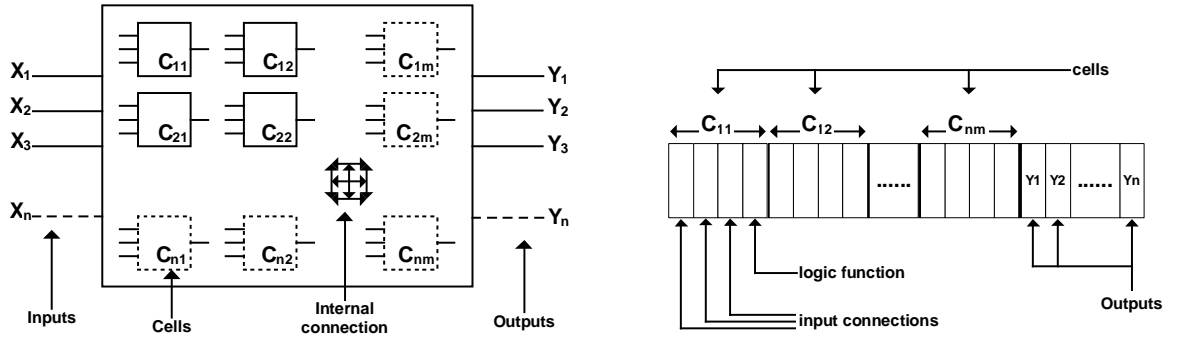 C11 C12 C1m
X1 Y1
X2 Y2
C21 C22 C2m
X3 Y3
Xn Yn
Cn1 Cn2 Cnm
Inputs
Cells
Internal
connection
Outputs
cells
C11 C12 Cnm
...... Y1 Y2 ...... Yn
logic function
Outputs
input connections